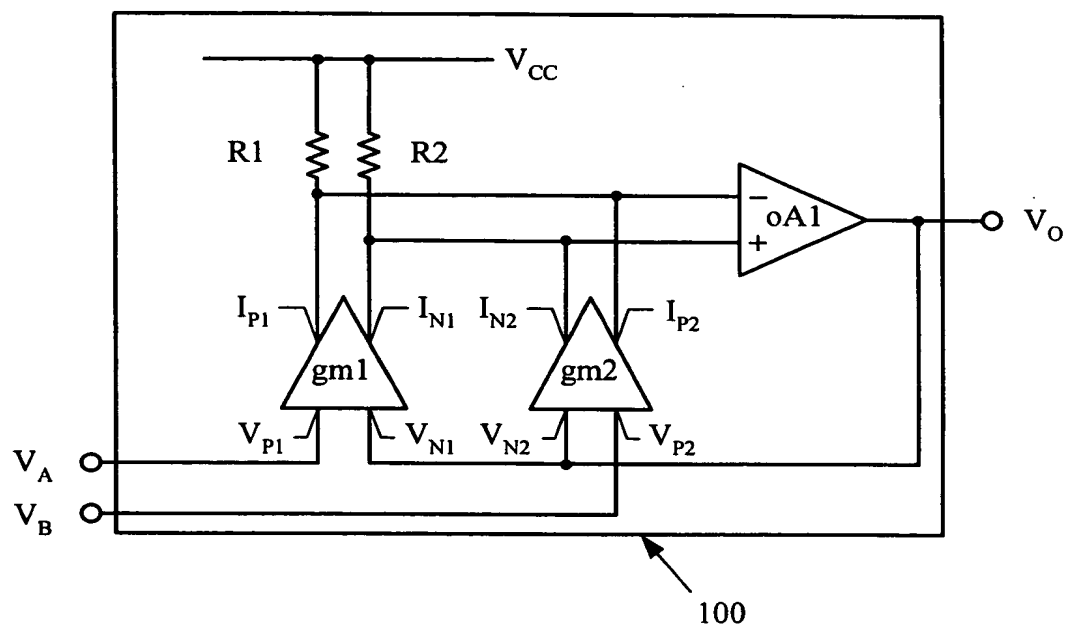 V_CC
R1
R2
−
oA1
+
V_O
I_P1
I_N1
I_N2
I_P2
gm1
gm2
V_P1
V_N1
V_N2
V_P2
V_A
V_B
100